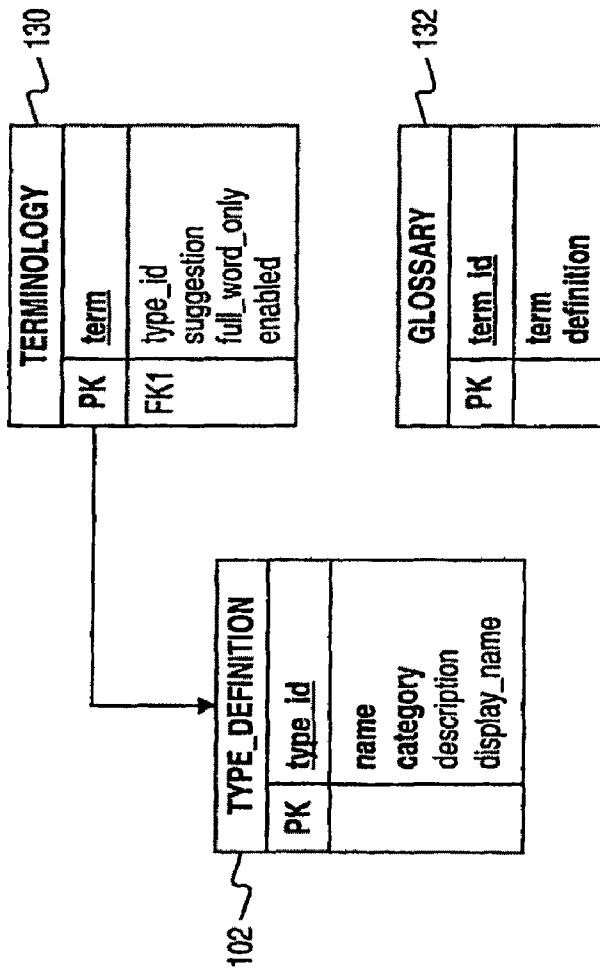 TERMINOLOGY
130
PK term
FK1 type_id
suggestion
full_word_only
enabled
TYPE_DEFINITION
102
PK type_id
name
category
description
display_name
GLOSSARY
132
PK term_id
term
definition